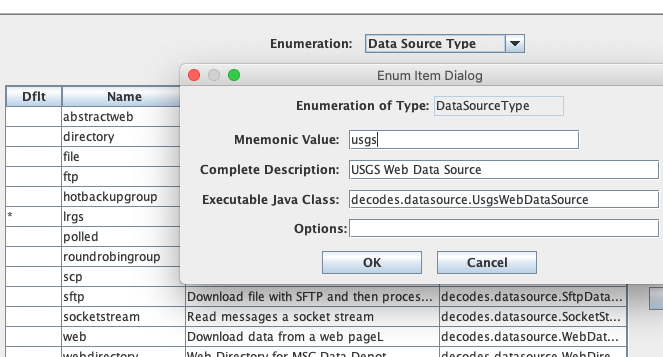 Enumeration: Data Source Type
Enum Item Dialog
Enumeration of Type: DataSourceType
Mnemonic Value: usgs
Complete Description: USGS Web Data Source
Executable Java Class: decodes.datasource.UsgsWebDataSource
Options:
OK Cancel
Dflt Name
abstractweb
directory
file
ftp
hotbackupgroup
* lrgs
polled
roundrobingroup
scp
sftp Download file with SFTP and then proces... decodes.datasource.SftpData...
socketstream Read messages a socket stream decodes.datasource.SocketSt...
web Download data from a web pageL decodes.datasource.WebDat...
webdirectory Web Directory for MSC Data Depot decodes.datasource.WebDire...